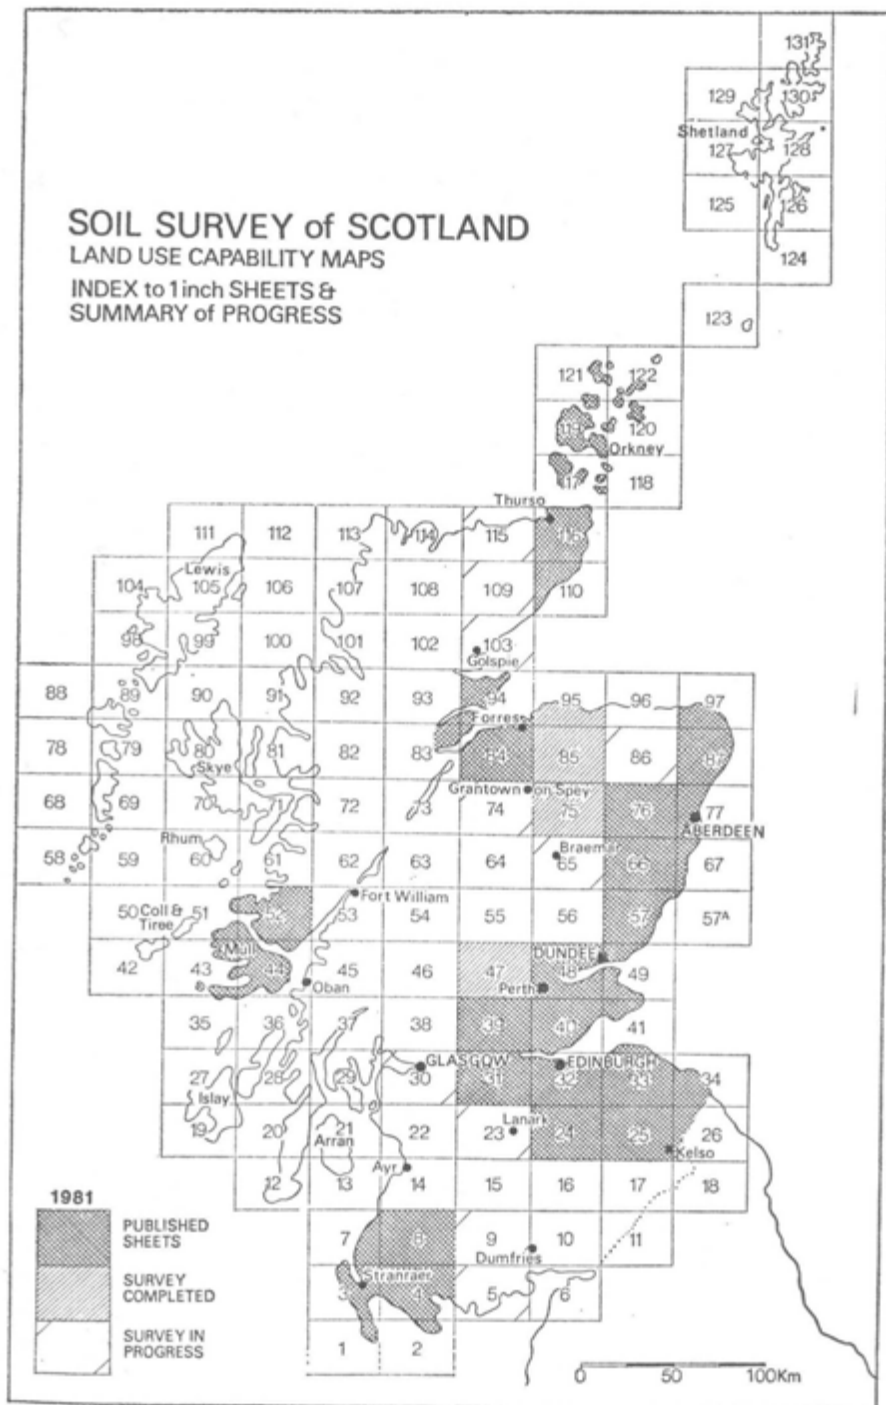 131
129 130
Shetland
127 128
125 126
SOIL SURVEY of SCOTLAND
LAND USE CAPABILITY MAPS
124
INDEX to 1inch SHEETS &
SUMMARY of PROGRESS
123
121 122
119 120
Orkney
117 118
Thurso
111 112 113 114 115 116
Lewis
104 105 106 107 108 109 110
98 99 100 101 102 103
Golspie
88 89 90 91 92 93 94 95 96 97
Forres
78 79 80 81 82 83 84 85 86 87
Skye
Grantown on Spey
68 69 70 71 72 73 74 75 76 77
ABERDEEN
Rhum
Braemar
58 59 60 61 62 63 64 65 66 67
Fort William
50 Coll & 51 52 53 54 55 56 57 57A
Tiree
Mull
DUNDEE
42 43 44 45 46 47 48 49
Oban
Perth
35 36 37 38 39 40 41
GLASGOW
EDINBURGH
27 28 29 30 31 32 33 34
Islay
Lanark
19 20 21 22 23 24 25 26
Arran
Kelso
Ayr
12 13 14 15 16 17 18
1981
PUBLISHED
SHEETS
7 8 9 10 11
Dumfries
SURVEY
COMPLETED
Stranraer
3 4 5 6
SURVEY IN
PROGRESS
1 2
0 50 100Km